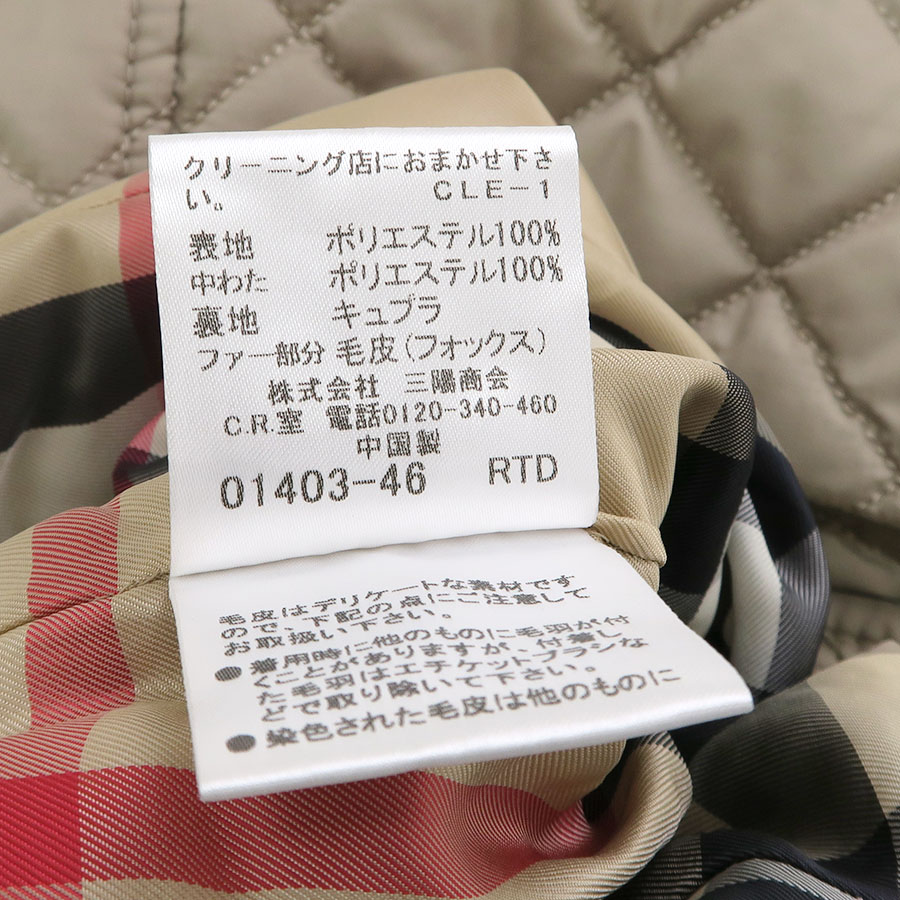 クリーニング店におまかせ下さ
い。 CLE-1
表地 ポリエステル100%
中わた ポリエステル100%
裏地 キュプラ
ファー部分 毛皮(フォックス)
株式会社 三陽商会
C.R.室 電話0120-340-460
中国製
01403-46 RTD
毛皮はデリケートな素材です
ので、下記の点にご注意して
お取扱い下さい。
●着用時に他のものに毛羽が付
くことがありますが、付着し
た毛羽はエチケットブラシな
どで取り除いて下さい。
●染色された毛皮は他のものに